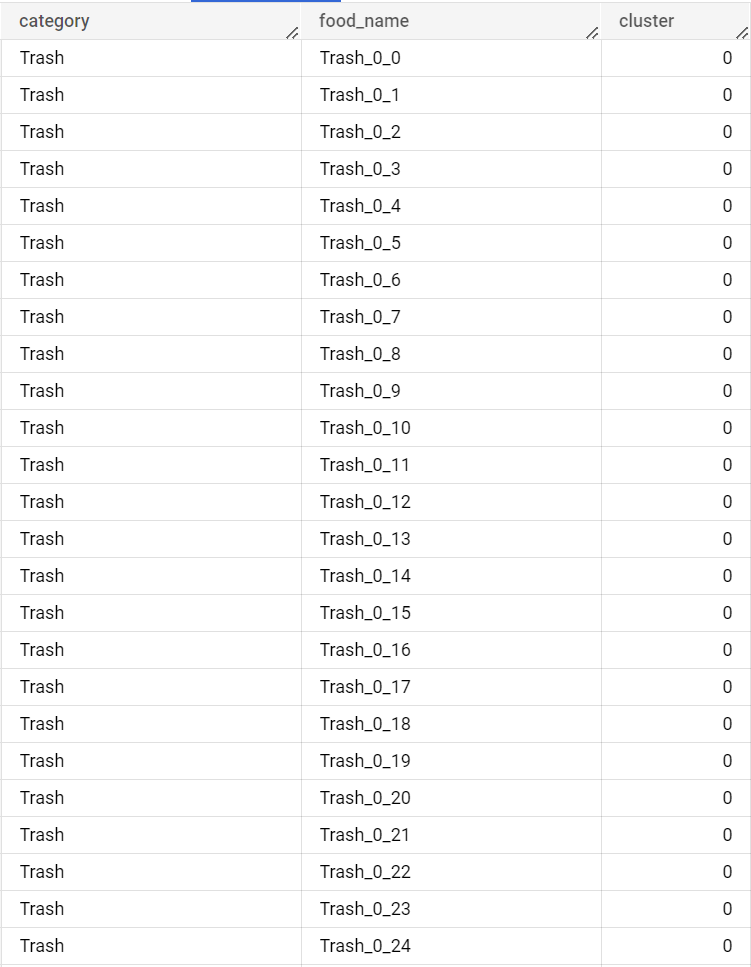 category food_name cluster
Trash Trash_0_0 0
Trash Trash_0_1 0
Trash Trash_0_2 0
Trash Trash_0_3 0
Trash Trash_0_4 0
Trash Trash_0_5 0
Trash Trash_0_6 0
Trash Trash_0_7 0
Trash Trash_0_8 0
Trash Trash_0_9 0
Trash Trash_0_10 0
Trash Trash_0_11 0
Trash Trash_0_12 0
Trash Trash_0_13 0
Trash Trash_0_14 0
Trash Trash_0_15 0
Trash Trash_0_16 0
Trash Trash_0_17 0
Trash Trash_0_18 0
Trash Trash_0_19 0
Trash Trash_0_20 0
Trash Trash_0_21 0
Trash Trash_0_22 0
Trash Trash_0_23 0
Trash Trash_0_24 0